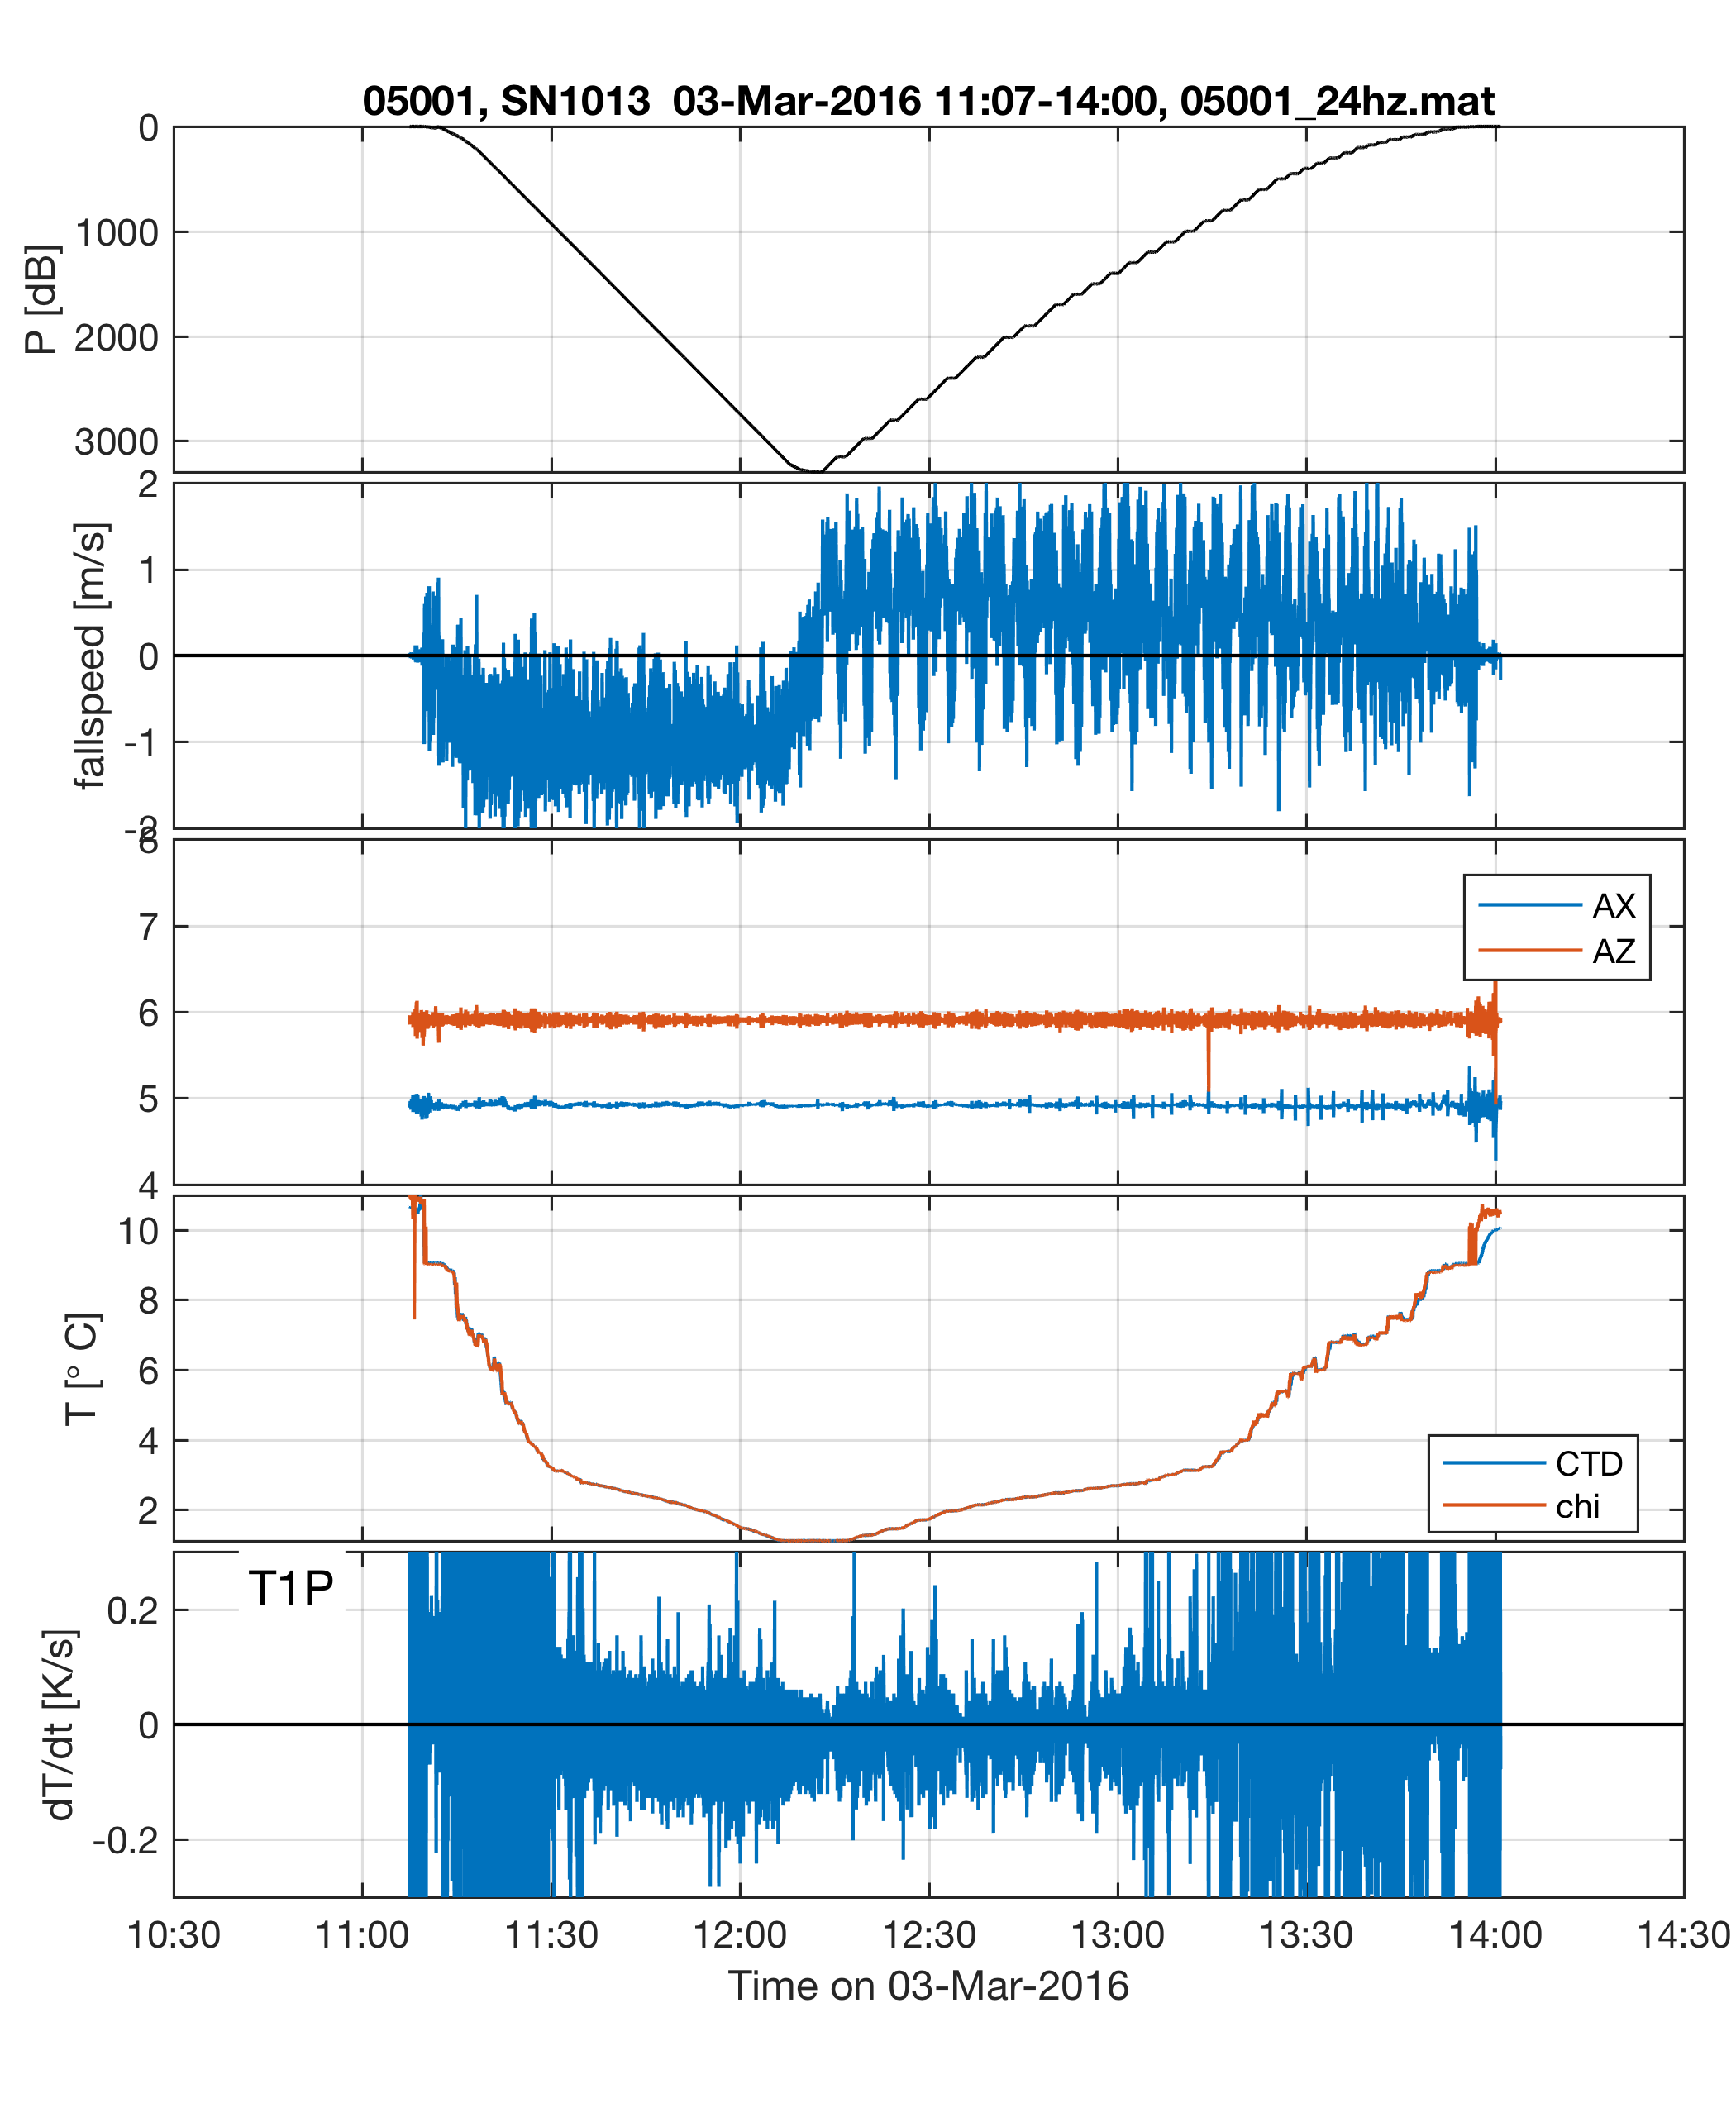 05001, SN1013 03-Mar-2016 11:07-14:00, 05001_24hz.mat
0
1000
2000
3000
P [dB]
2
1
0
-1
-2
fallspeed [m/s]
8
7
6
5
4
AX
AZ
10
8
6
4
2
T [° C]
CTD
chi
T1P
0.2
0
-0.2
dT/dt [K/s]
10:30 11:00 11:30 12:00 12:30 13:00 13:30 14:00 14:30
Time on 03-Mar-2016